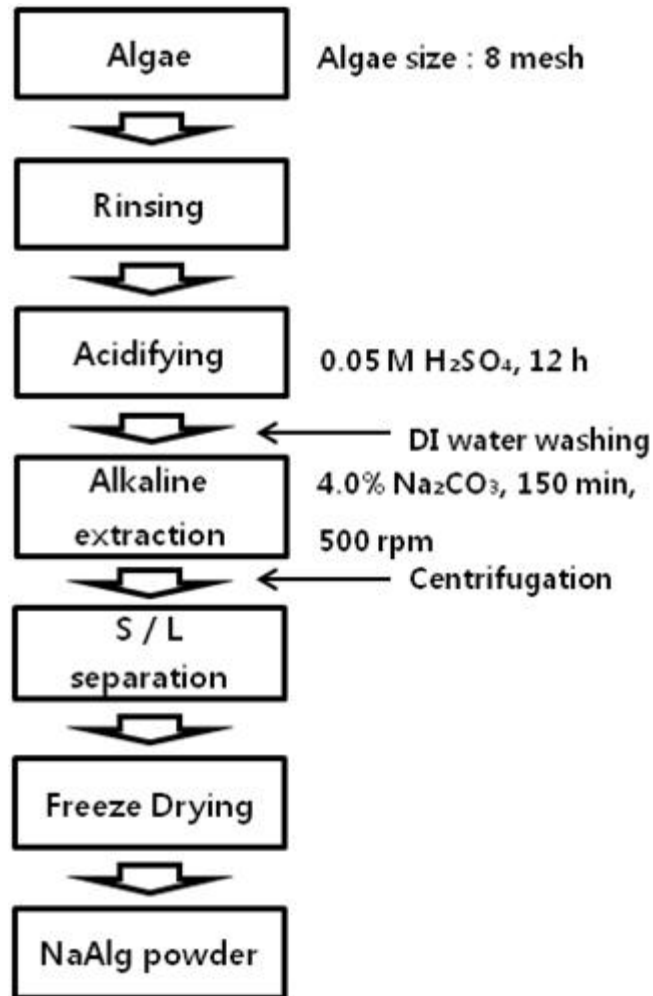 Algae
Algae size : 8 mesh
Rinsing
Acidifying
0.05 M H₂SO₄, 12 h
DI water washing
Alkaline
extraction
4.0% Na₂CO₃, 150 min,
500 rpm
Centrifugation
S / L
separation
Freeze Drying
NaAlg powder